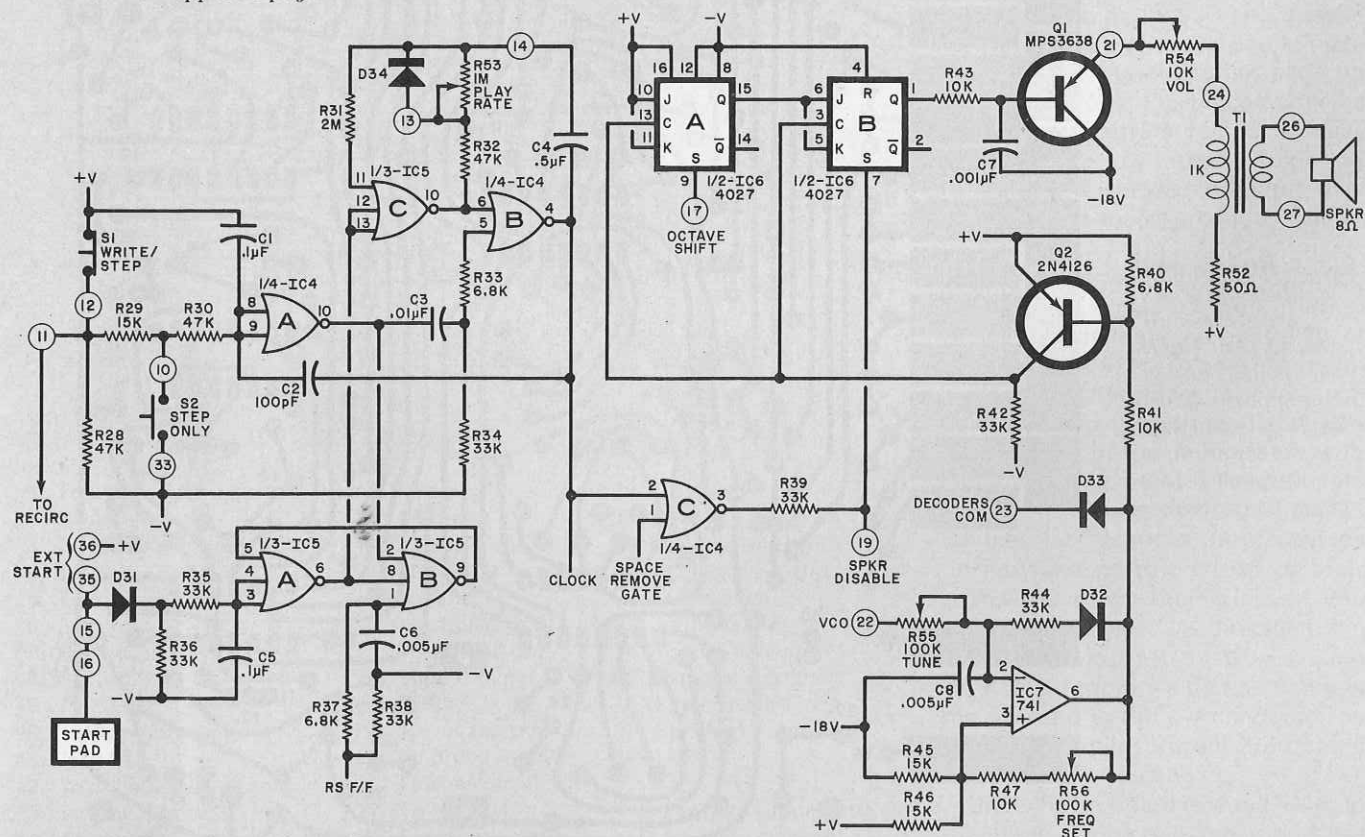 +V
-V
14
Q1
MPS3638
21
D34
R53
1M
PLAY
RATE
R54
10K
VOL
16
12
8
4
10
J
Q
15
6
J
R
Q
1
R43
10K
24
13
C
A
3
C
B
T1
26
R31
2M
13
11
K
Q
14
5
K
Q
2
C7
.001µF
1K
C4
.5µF
S
S
R32
47K
1/3-IC5
1/4-IC4
9
1/2-IC6
4027
1/2-IC6
4027
7
-18V
27
SPKR
8Ω
+V
11
12
13
C
10
6
5
B
4
17
OCTAVE
SHIFT
S1
WRITE/
STEP
C1
.1µF
+V
Q2
2N4126
R40
6.8K
R52
50Ω
+V
12
R33
6.8K
1/4-IC4
R29
15K
R30
47K
8
9
A
10
C3
.01µF
11
10
C2
100pF
S2
STEP
ONLY
R28
47K
33
R34
33K
R42
33K
-V
R41
10K
TO
RECIRC
-V
2
1
C
3
R39
33K
DECODERS
COM
23
D33
EXT
START
36
+V
35
1/3-IC5
1/3-IC5
1/4-IC4
5
4
3
A
6
2
8
1
B
9
CLOCK
SPACE
REMOVE
GATE
19
SPKR
DISABLE
D31
R35
33K
15
R36
33K
C5
.1µF
C6
.005µF
VCO
22
R55
100K
TUNE
R44
33K
D32
16
-V
-V
C8
.005µF
2
-
IC7
741
6
3
+
R37
6.8K
R38
33K
-18V
START
PAD
R45
15K
R47
10K
R56
100K
FREQ
SET
RS F/F
R46
15K
+V